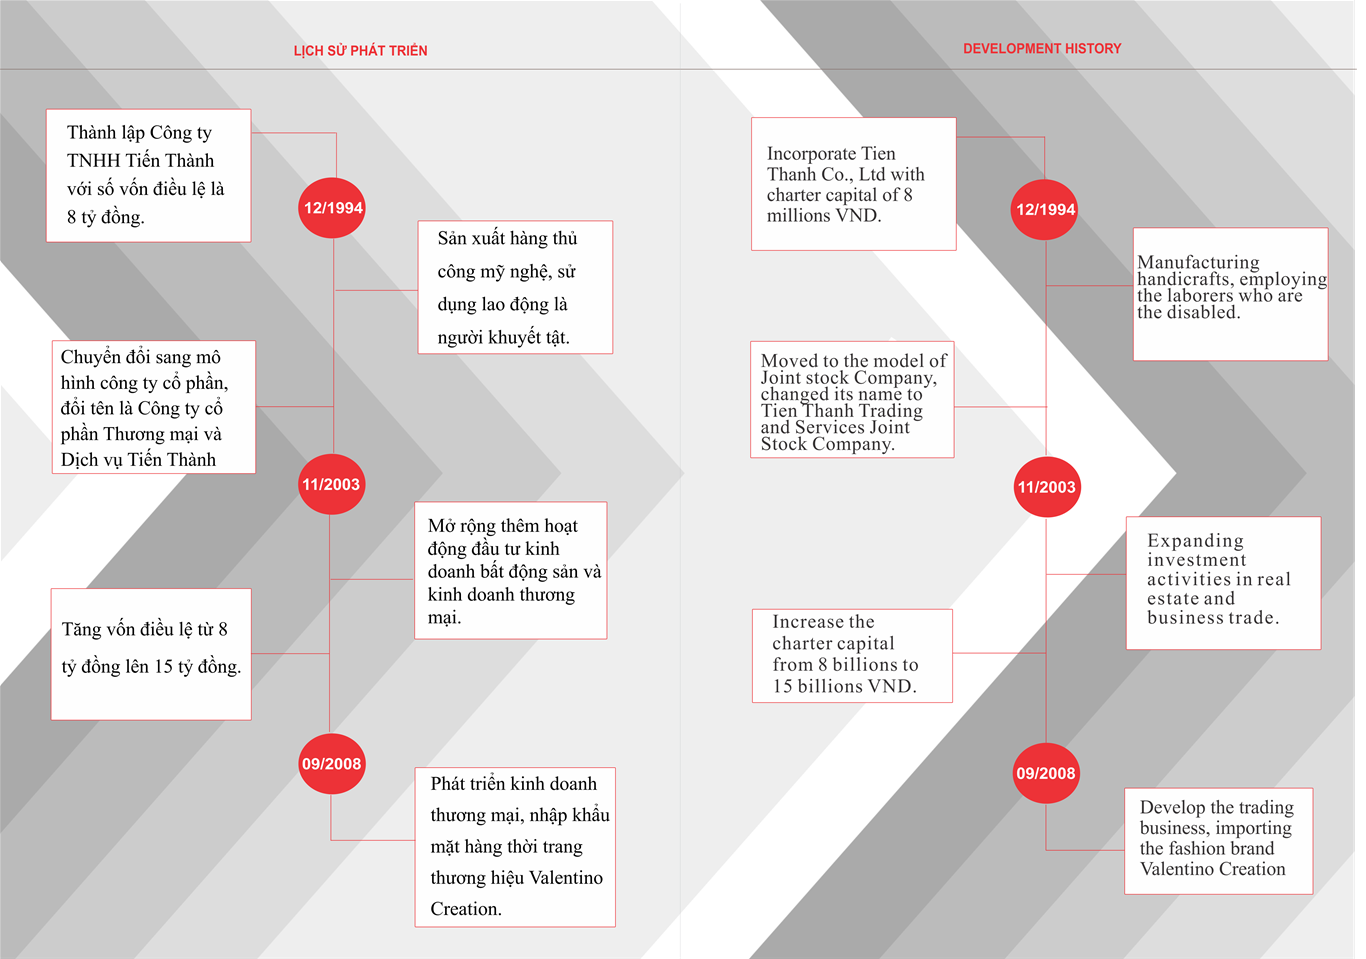 LỊCH SỬ PHÁT TRIỂN
Thành lập Công ty
TNHH Tiến Thành
với số vốn điều lệ là
8 tỷ đồng.
12/1994
Sản xuất hàng thủ
công mỹ nghệ, sử
dụng lao động là
người khuyết tật.
Chuyển đổi sang mô
hình công ty cổ phần,
đổi tên là Công ty cổ
phần Thương mại và
Dịch vụ Tiến Thành
11/2003
Mở rộng thêm hoạt
động đầu tư kinh
doanh bất động sản và
kinh doanh thương
mại.
Tăng vốn điều lệ từ 8
tỷ đồng lên 15 tỷ đồng.
09/2008
Phát triển kinh doanh
thương mại, nhập khẩu
mặt hàng thời trang
thương hiệu Valentino
Creation.
DEVELOPMENT HISTORY
Incorporate Tien
Thanh Co., Ltd with
charter capital of 8
millions VND.
12/1994
Manufacturing
handicrafts, employing
the laborers who are
the disabled.
Moved to the model of
Joint stock Company,
changed its name to
Tien Thanh Trading
and Services Joint
Stock Company.
11/2003
Expanding
investment
activities in real
estate and
business trade.
Increase the
charter capital
from 8 billions to
15 billions VND.
09/2008
Develop the trading
business, importing
the fashion brand
Valentino Creation